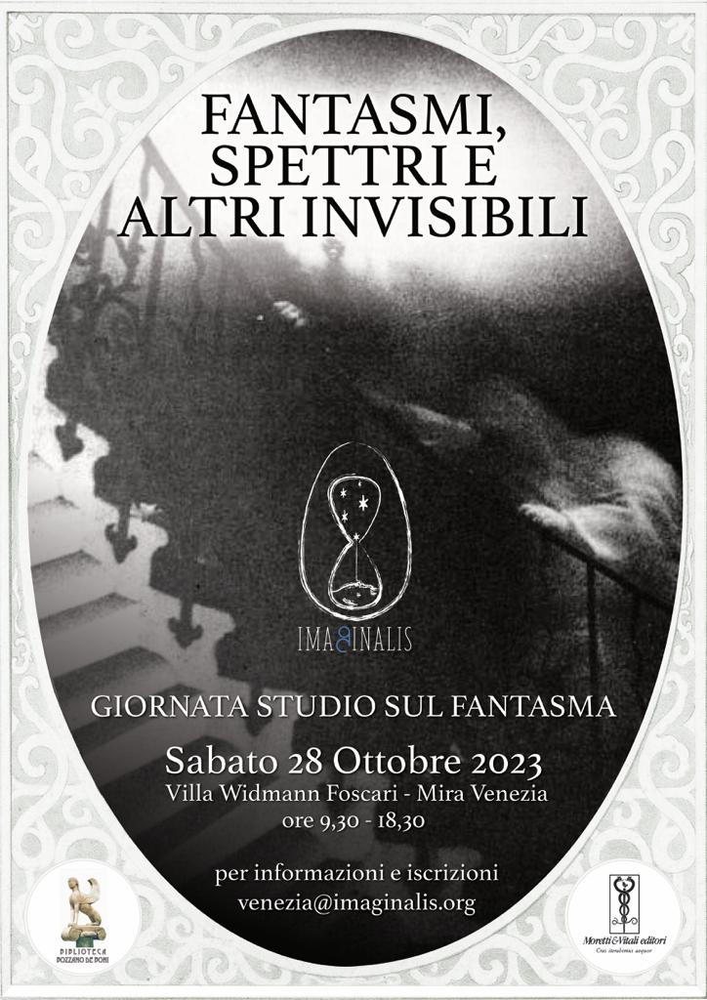 FANTASMI,
SPETTRI E
ALTRI INVISIBILI
IMAGINALIS
GIORNATA STUDIO SUL FANTASMA
Sabato 28 Ottobre 2023
Villa Widmann Foscari - Mira Venezia
ore 9,30 - 18,30
per informazioni e iscrizioni
venezia@imaginalis.org
BIBLIOTECA
BOZZANO DE BONI
Moretti&Vitali editori
Cras iterabimus aequor